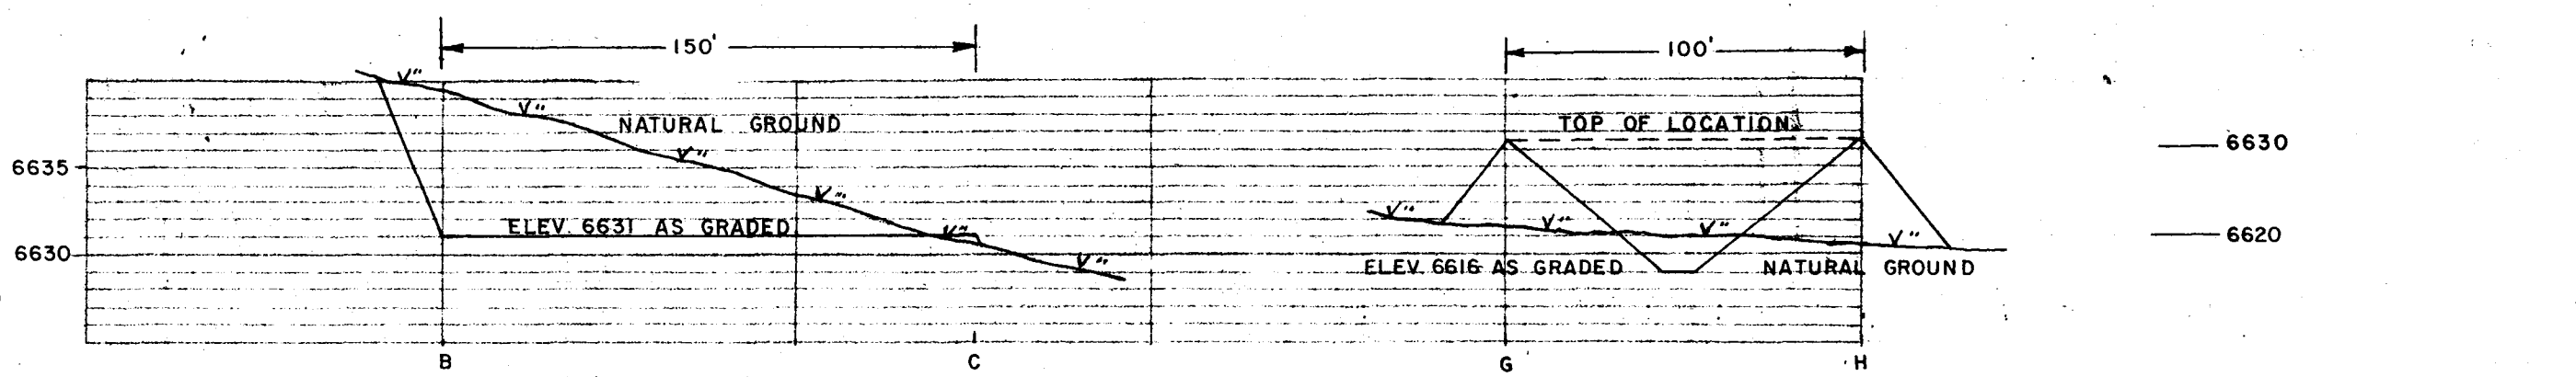 150'
100'
NATURAL GROUND
TOP OF LOCATION
6635
6630
6630
ELEV. 6631 AS GRADED
6620
ELEV. 6616 AS GRADED
NATURAL GROUND
B
C
G
H